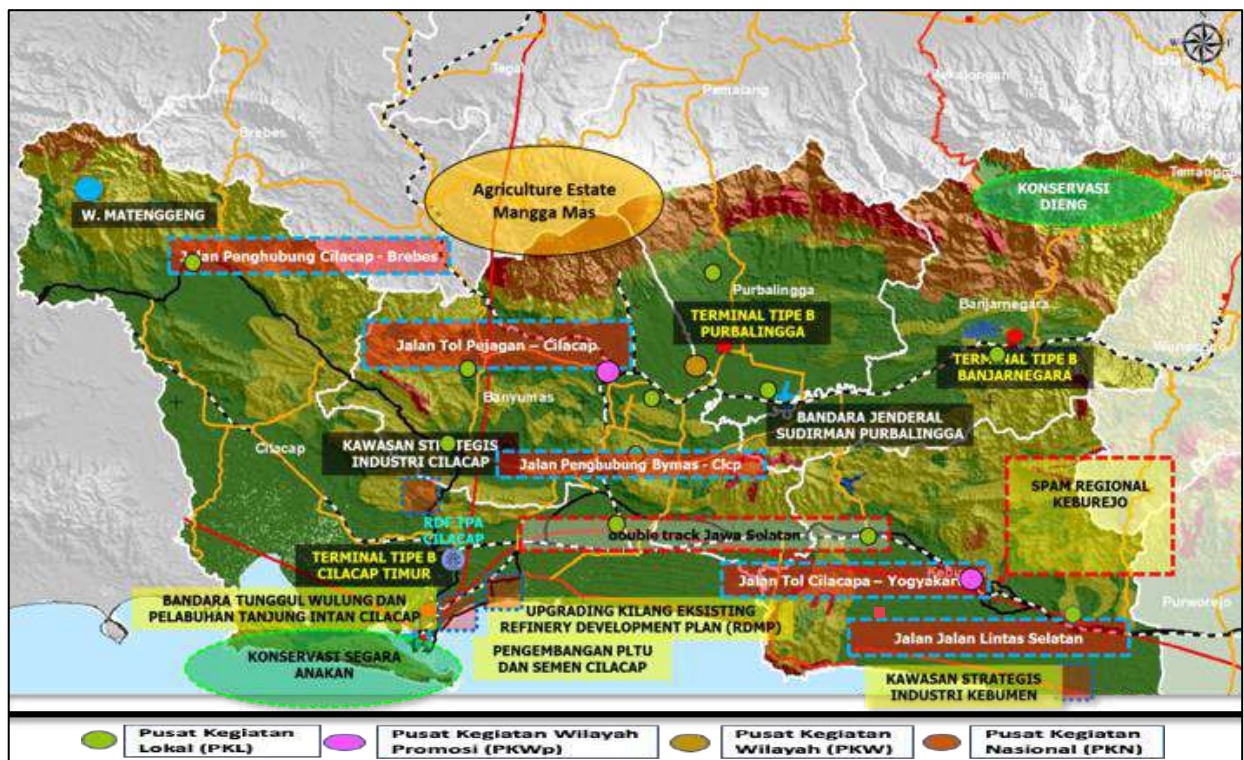 Tegal
Pekalongan
Pemalang
Brebes
Temanggung
Agriculture Estate
Mangga Mas
KONSERVASI
DIENG
W. MATENGGENG
Jalan Penghubung Cilacap - Brebes
Purbalingga
TERMINAL TIPE B
PURBALINGGA
Banjarnegara
Jalan Tol Pejagan – Cilacap
Wonosobo
TERMINAL TIPE B
BANJARNEGARA
Banyumas
BANDARA JENDERAL
SUDIRMAN PURBALINGGA
Cilacap
KAWASAN STRATEGIS
INDUSTRI CILACAP
Jalan Penghubung Bymas - Clcp
SPAM REGIONAL
KEBUREJO
RDF TPA
CILACAP
double track Jawa Selatan
TERMINAL TIPE B
CILACAP TIMUR
Jalan Tol Cilacapa – Yogyakar
BANDARA TUNGGUL WULUNG DAN
PELABUHAN TANJUNG INTAN CILACAP
UPGRADING KILANG EKSISTING
REFINERY DEVELOPMENT PLAN (RDMP)
Purworejo
Jalan Jalan Lintas Selatan
PENGEMBANGAN PLTU
DAN SEMEN CILACAP
KONSERVASI SEGARA
ANAKAN
KAWASAN STRATEGIS
INDUSTRI KEBUMEN
Pusat Kegiatan
Lokal (PKL)
Pusat Kegiatan Wilayah
Promosi (PKWp)
Pusat Kegiatan
Wilayah (PKW)
Pusat Kegiatan
Nasional (PKN)